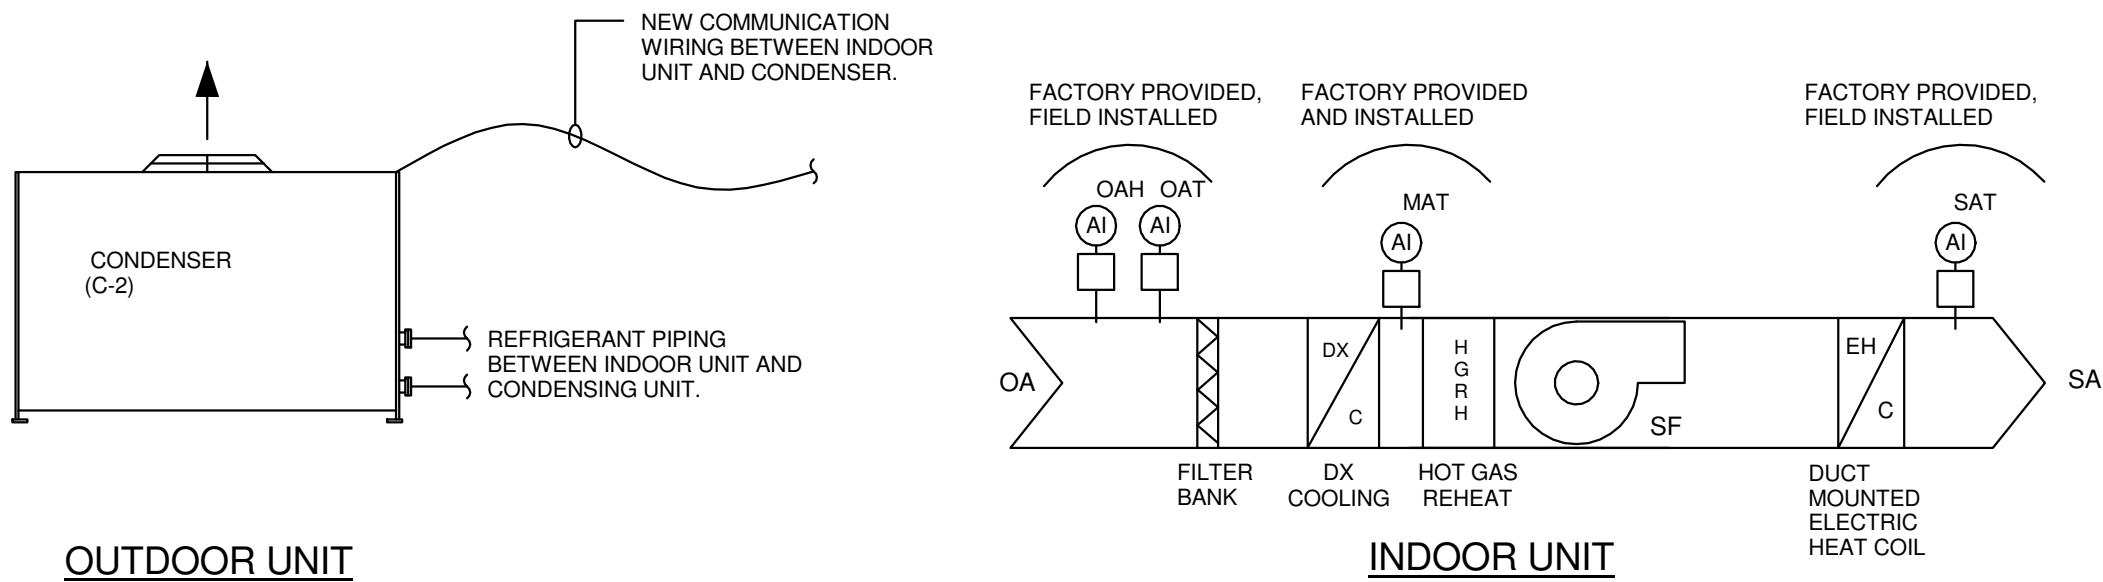 NEW COMMUNICATION
WIRING BETWEEN INDOOR
UNIT AND CONDENSER.
CONDENSER
(C-2)
REFRIGERANT PIPING
BETWEEN INDOOR UNIT AND
CONDENSING UNIT.
OUTDOOR UNIT
FACTORY PROVIDED,
FIELD INSTALLED
FACTORY PROVIDED
AND INSTALLED
FACTORY PROVIDED,
FIELD INSTALLED
OAH
OAT
MAT
SAT
AI
AI
AI
AI
OA
DX
C
H
G
R
H
SF
EH
C
SA
FILTER
BANK
DX
COOLING
HOT GAS
REHEAT
DUCT
MOUNTED
ELECTRIC
HEAT COIL
INDOOR UNIT